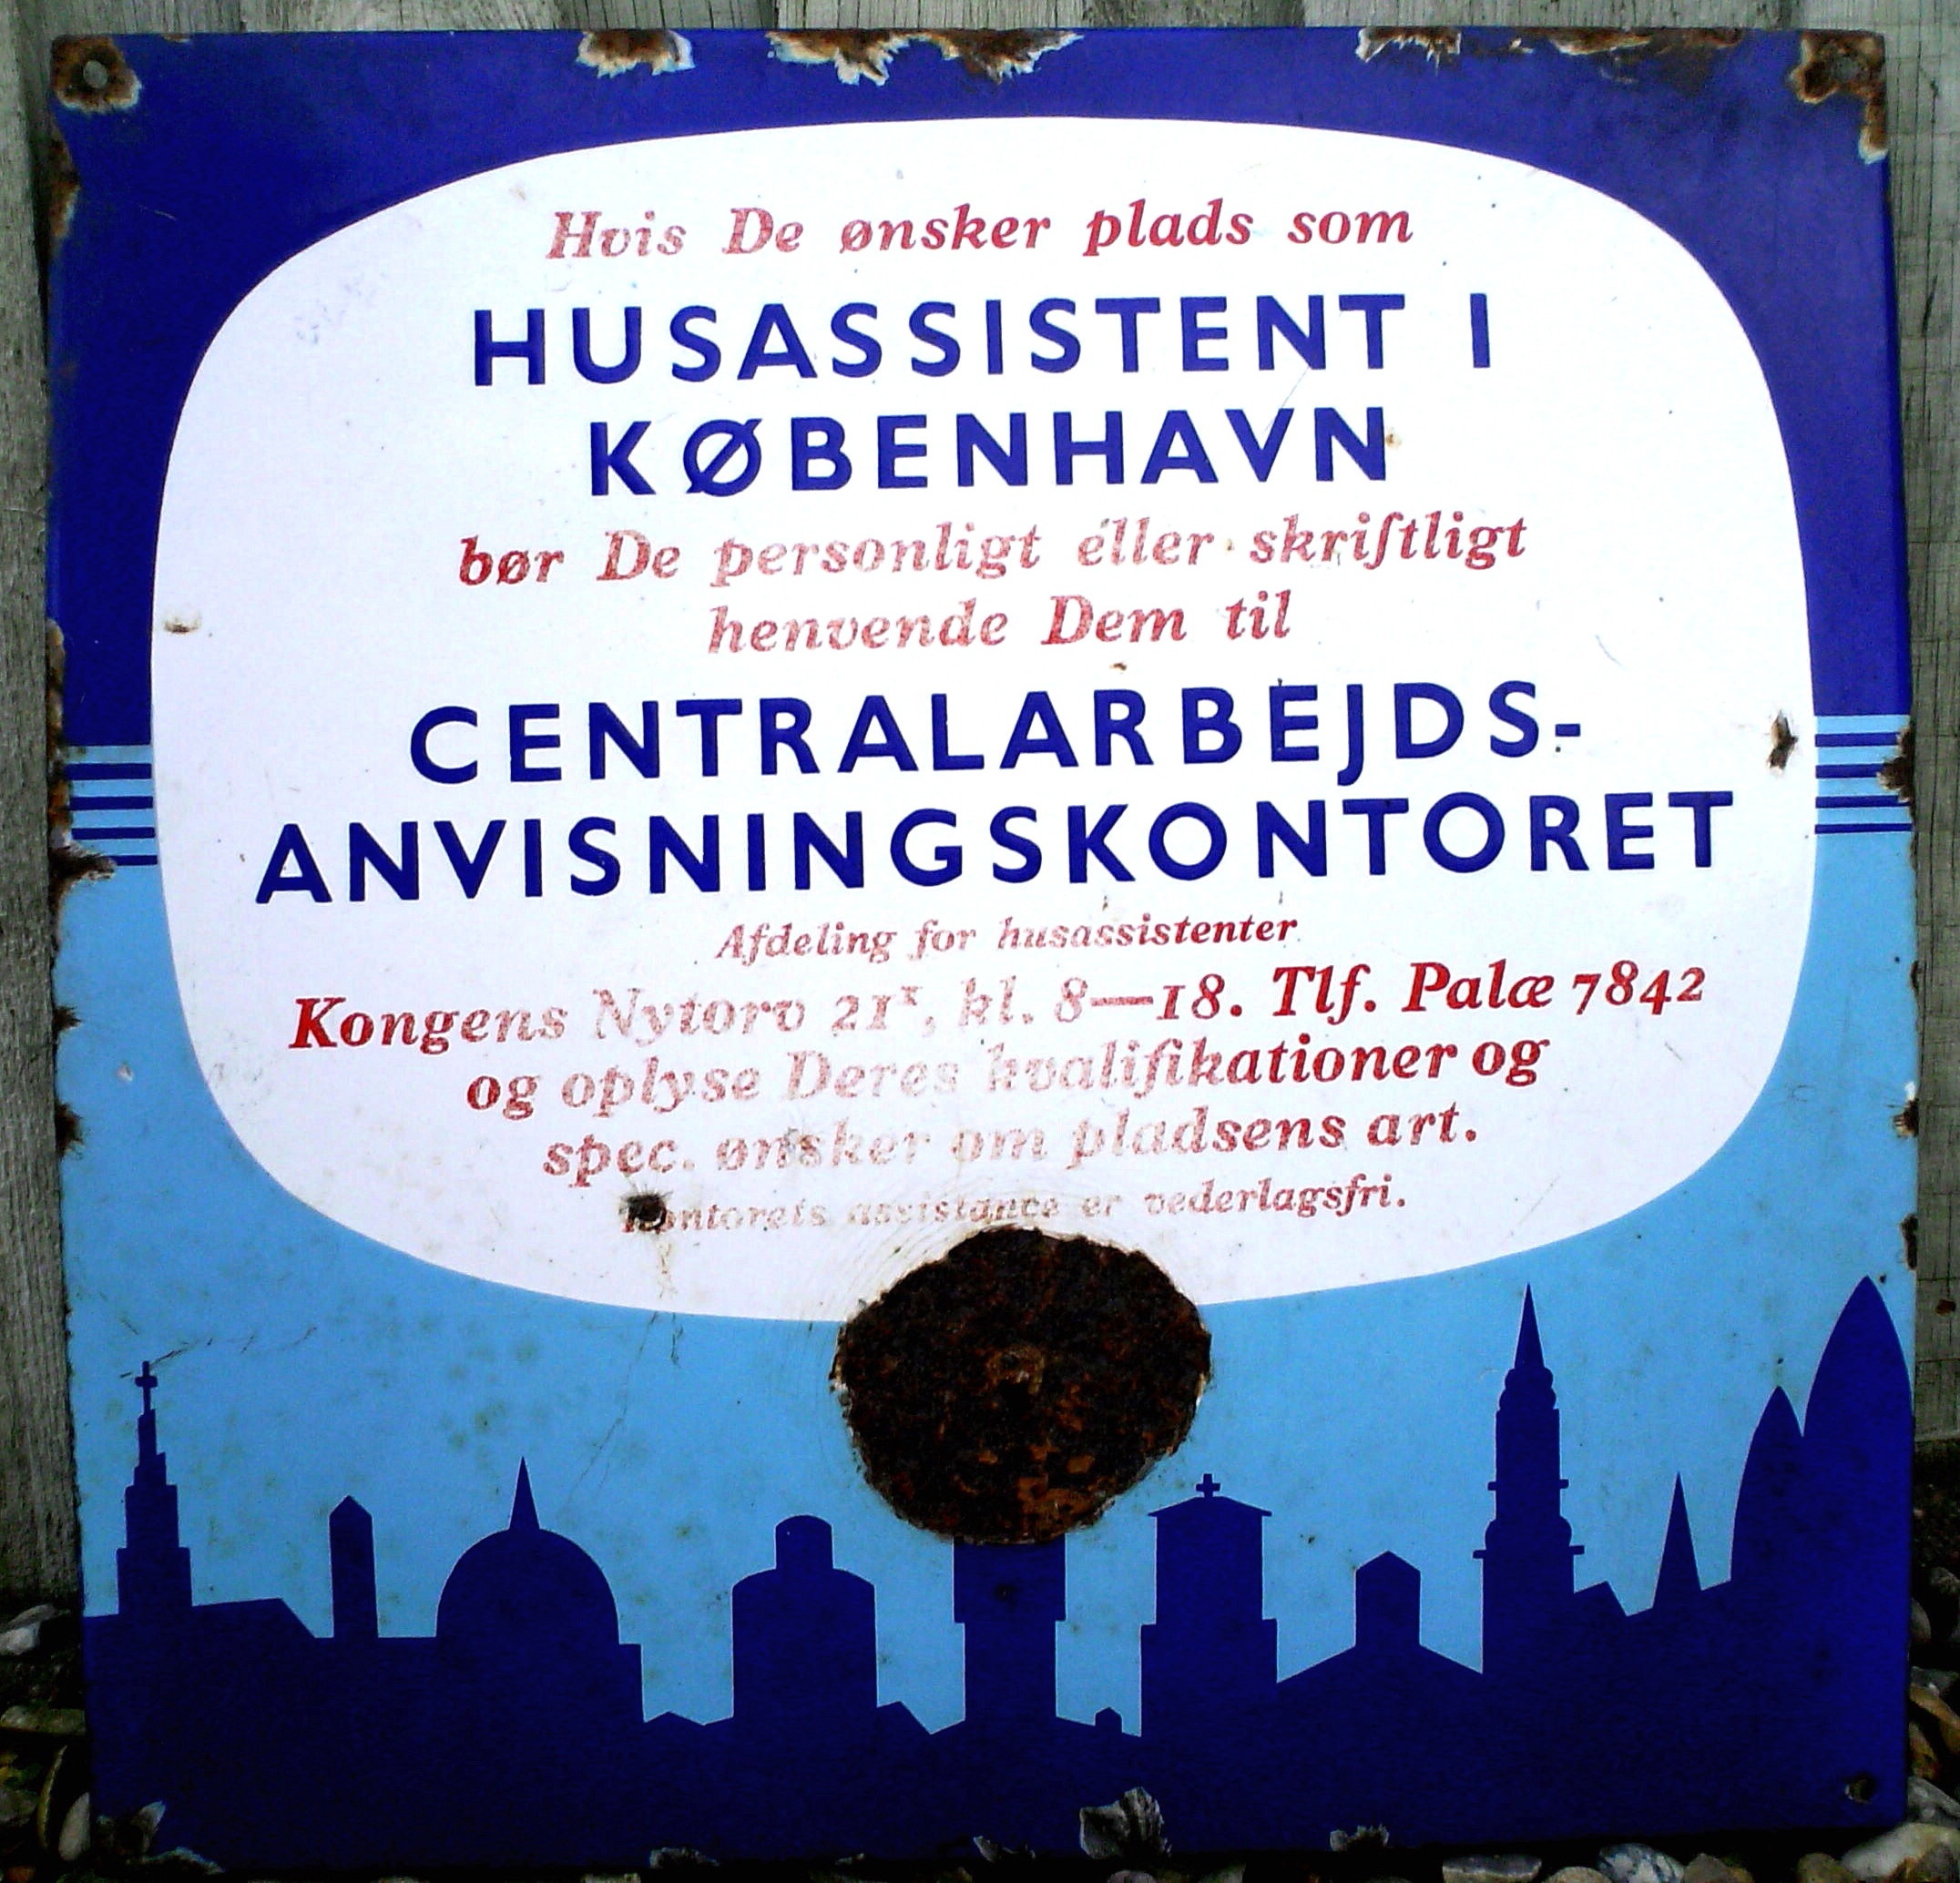 Hvis De ønsker plads som
HUSASSISTENT I
KØBENHAVN
bør De personligt eller skriftligt
henvende Dem til
CENTRALARBEJDS-
ANVISNINGSKONTORET
Afdeling for husassistenter
Kongens Nytorv 21ˣ, kl. 8—18. Tlf. Palæ 7842
og oplyse Deres kvalifikationer og
spec. ønsker om pladsens art.
Kontorets assistance er vederlagsfri.